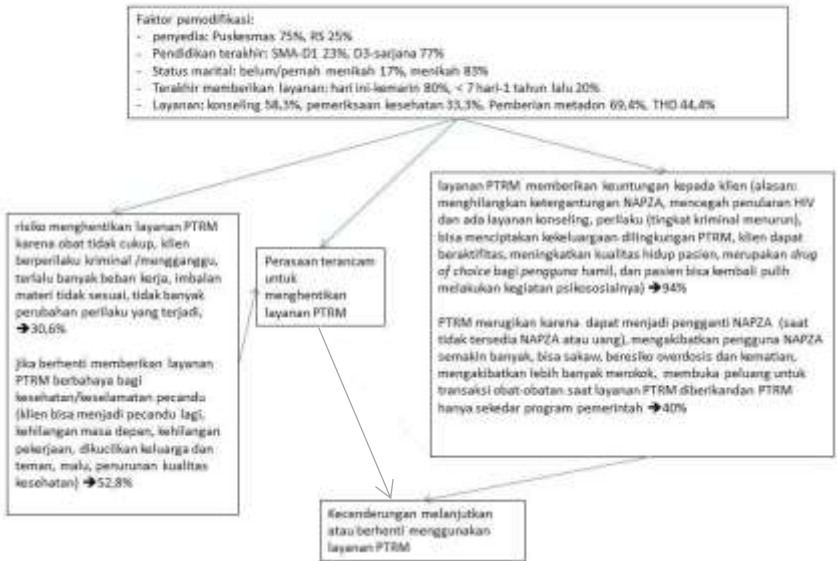 Faktor pemodifikasi:
- penyedia: Puskesmas 75%, RS 25%
- Pendidikan terakhir: SMA-D1 23%, D3-sarjana 77%
- Status marital: belum/pernah menikah 17%, menikah 83%
- Terakhir memberikan layanan: hari ini-kemarin 80%, < 7 hari-1 tahun lalu 20%
- Layanan: konseling 58,3%, pemeriksaan kesehatan 33,3%, Pemberian metadon 69,4%, THD 44,4%
risiko menghentikan layanan PTRM
karena obat tidak cukup, klien
berperilaku kriminal /mengganggu,
terlalu banyak beban kerja, imbalan
materi tidak sesuai, tidak banyak
perubahan perilaku yang terjadi,
➔30,6%
jika berhenti memberikan layanan
PTRM berbahaya bagi
kesehatan/keselamatan pecandu
(klien bisa menjadi pecandu lagi,
kehilangan masa depan, kehilangan
pekerjaan, dikucilkan keluarga dan
teman, malu, penurunan kualitas
kesehatan) ➔52,8%
Perasaan terancam
untuk
menghentikan
layanan PTRM
layanan PTRM memberikan keuntungan kepada klien (alasan:
menghilangkan ketergantungan NAPZA, mencegah penularan HIV
dan ada layanan konseling, perilaku (tingkat kriminal menurun),
bisa menciptakan kekeluargaan dilingkungan PTRM, klien dapat
beraktifitas, meningkatkan kualitas hidup pasien, merupakan drug
of choice bagi pengguna hamil, dan pasien bisa kembali pulih
melakukan kegiatan psikososialnya) ➔94%
PTRM merugikan karena dapat menjadi pengganti NAPZA (saat
tidak tersedia NAPZA atau uang), mengakibatkan pengguna NAPZA
semakin banyak, bisa sakaw, beresiko overdosis dan kematian,
mengakibatkan lebih banyak merokok, membuka peluang untuk
transaksi obat-obatan saat layanan PTRM diberikandan PTRM
hanya sekedar program pemerintah ➔40%
Kecenderungan melanjutkan
atau berhenti menggunakan
layanan PTRM